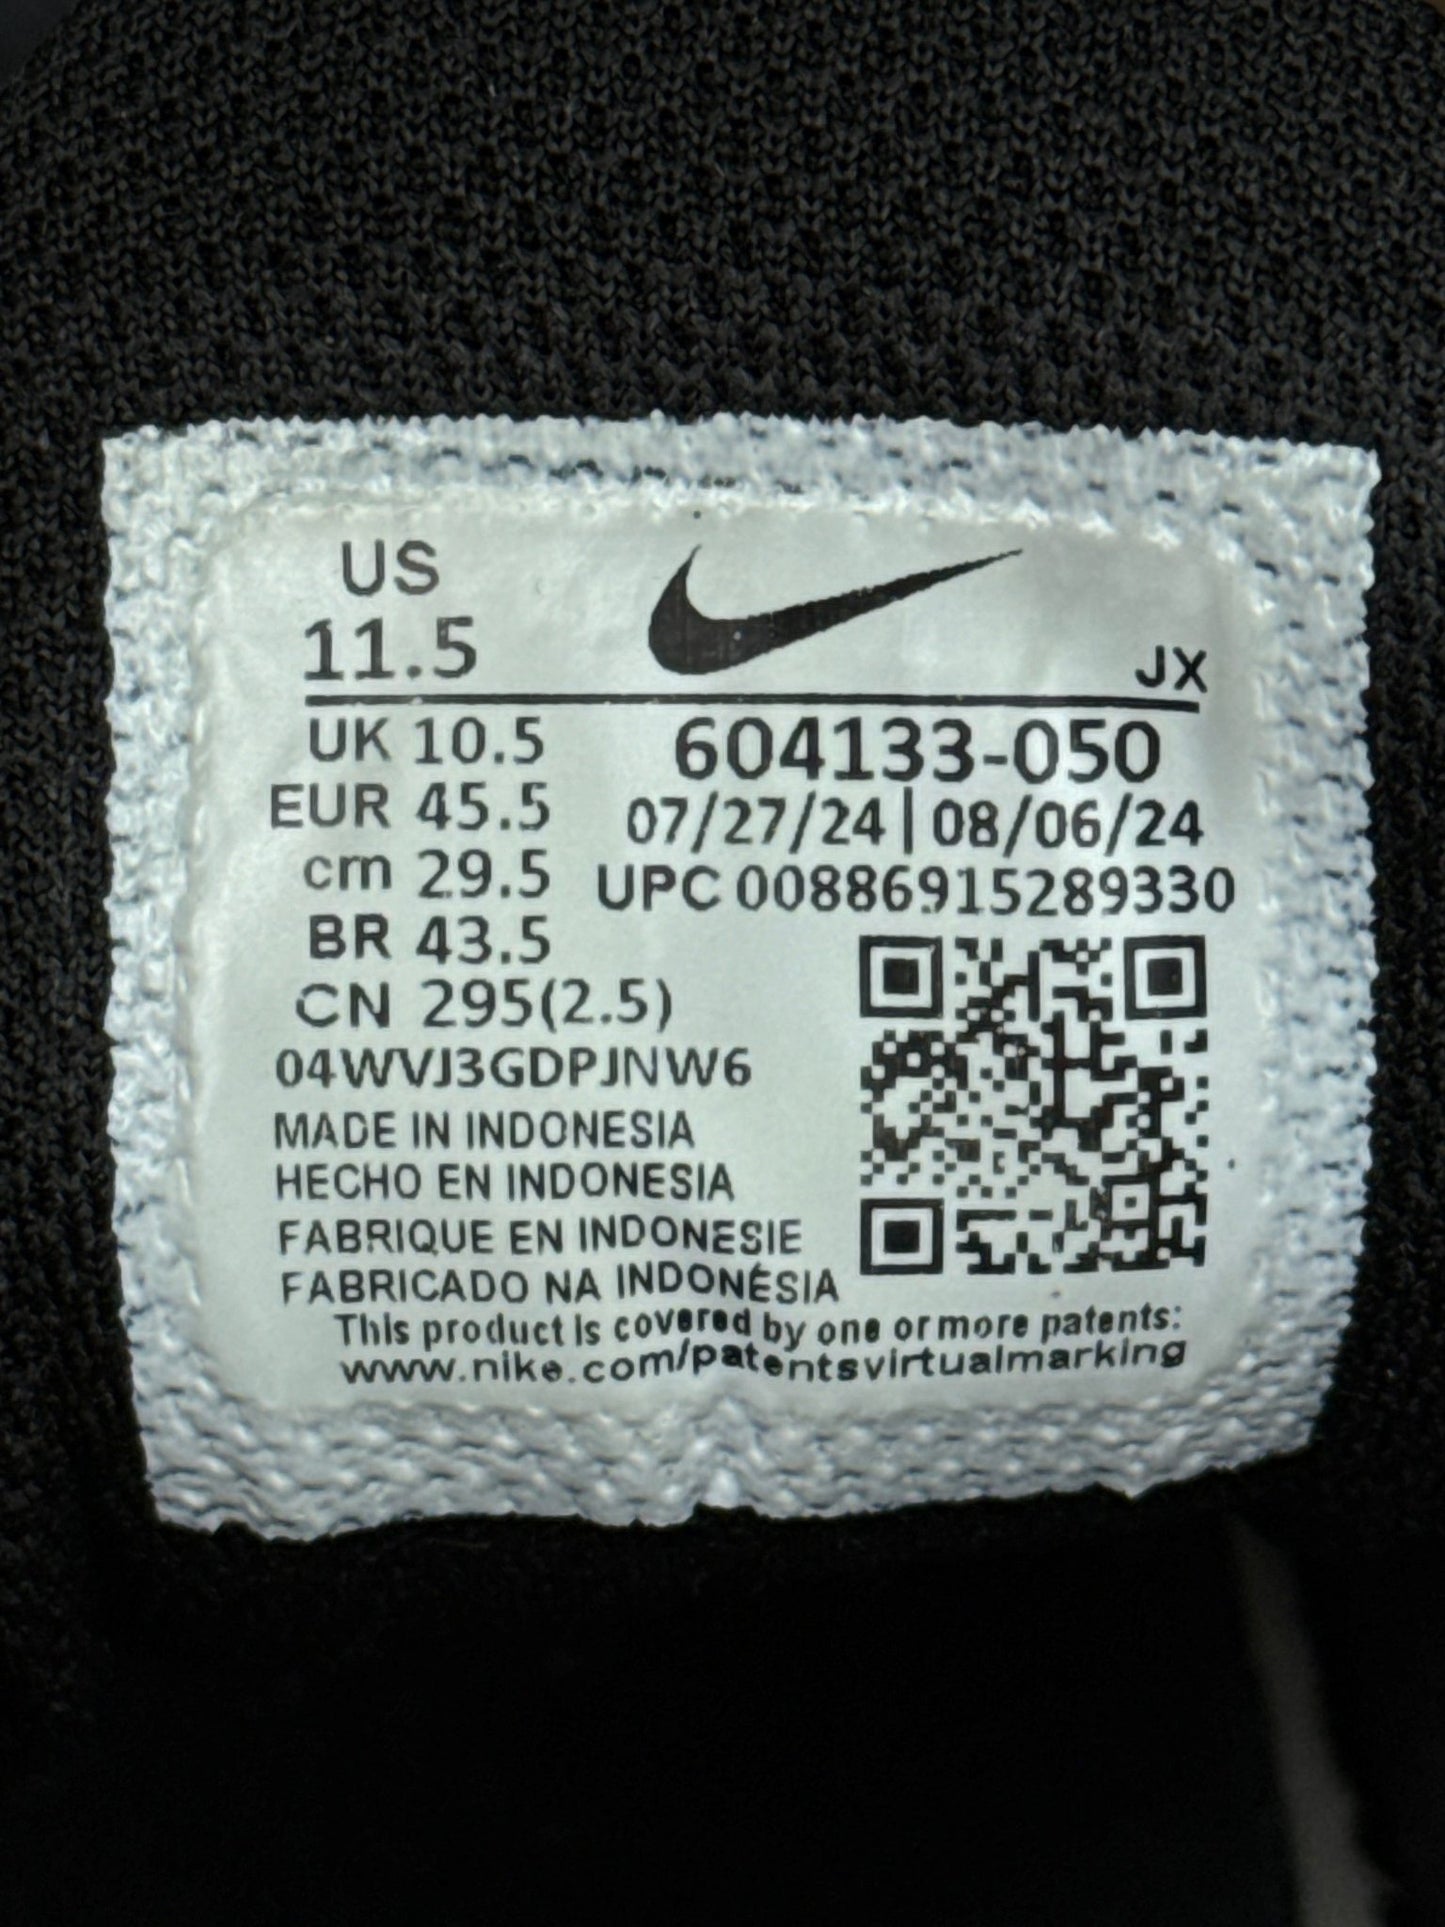 US
11.5
JX
UK 10.5
EUR 45.5
cm 29.5
BR 43.5
CN 295(2.5)
604133-050
07/27/24|08/06/24
UPC 00886915289330
04WVJ3GDPJNW6
MADE IN INDONESIA
HECHO EN INDONESIA
FABRIQUE EN INDONESIE
FABRICADO NA INDONÉSIA
This product is covered by one or more patents:
www.nike.com/patentsvirtualmarking